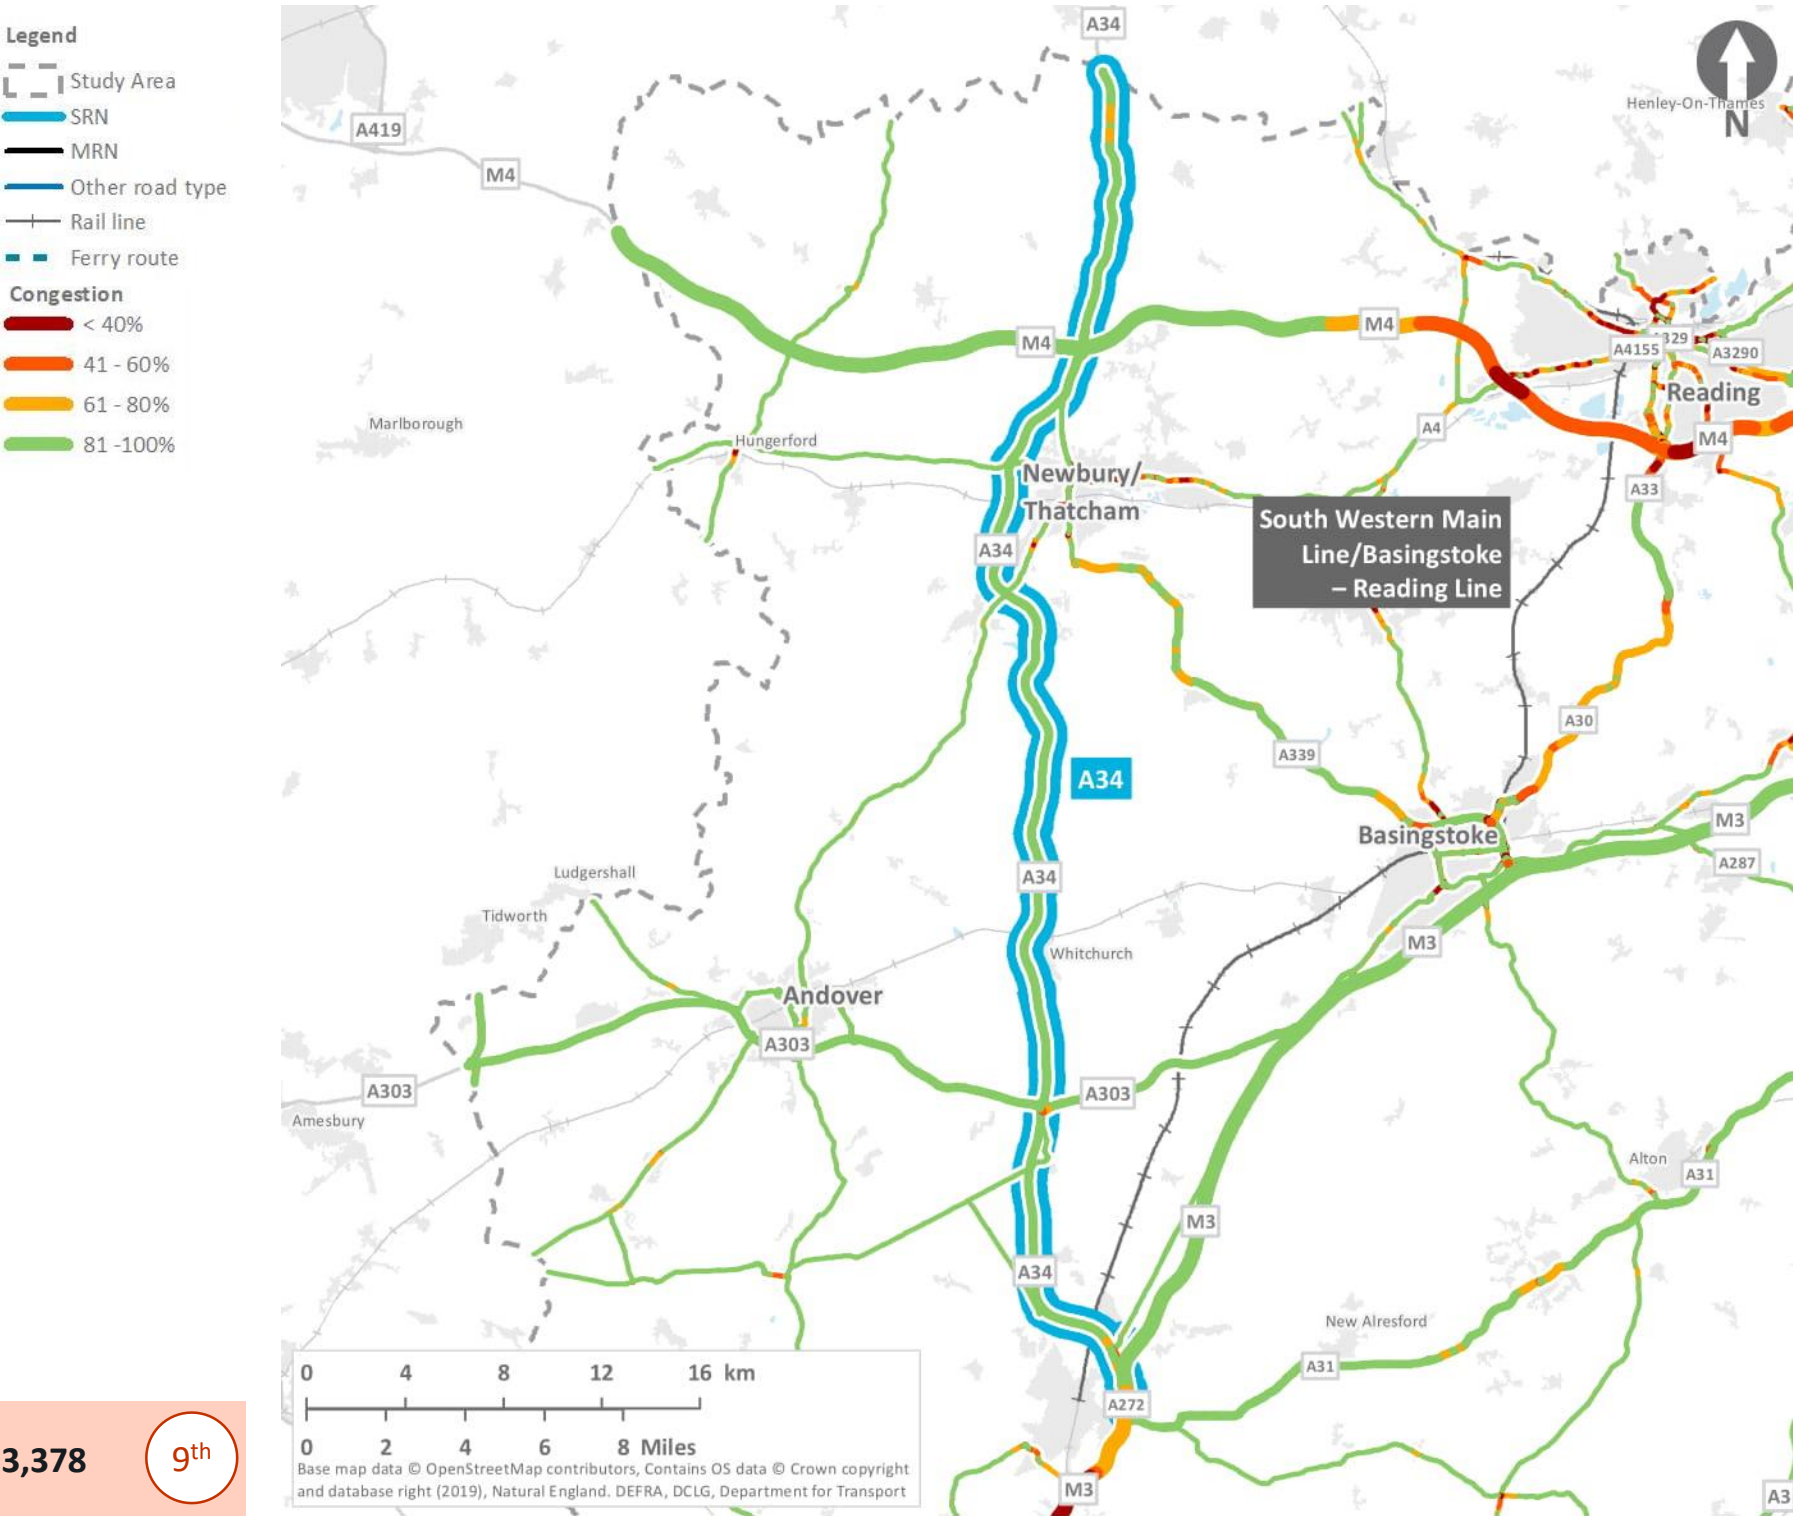 Legend
Study Area
SRN
MRN
Other road type
Rail line
Ferry route
Congestion
< 40%
41 - 60%
61 - 80%
81 -100%
3,378
9th
A34
N
Henley-On-Thames
A419
M4
M4
M4
A4155
329
A3290
Reading
Marlborough
Hungerford
A4
M4
Newbury/
Thatcham
A33
South Western Main
Line/Basingstoke
– Reading Line
A34
A30
A339
A34
M3
Basingstoke
A287
Ludgershall
A34
Tidworth
M3
Whitchurch
Andover
A303
A303
A303
Amesbury
Alton
A31
M3
A34
New Alresford
A31
A272
0 4 8 12 16 km
0 2 4 6 8 Miles
Base map data © OpenStreetMap contributors, Contains OS data © Crown copyright
and database right (2019), Natural England. DEFRA, DCLG, Department for Transport
M3
A3